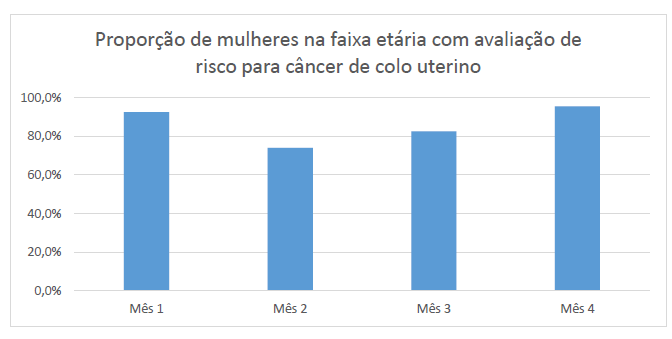 Proporção de mulheres na faixa etária com avaliação de
risco para câncer de colo uterino
100,0%
80,0%
60,0%
40,0%
20,0%
0,0%
Mês 1 Mês 2 Mês 3 Mês 4